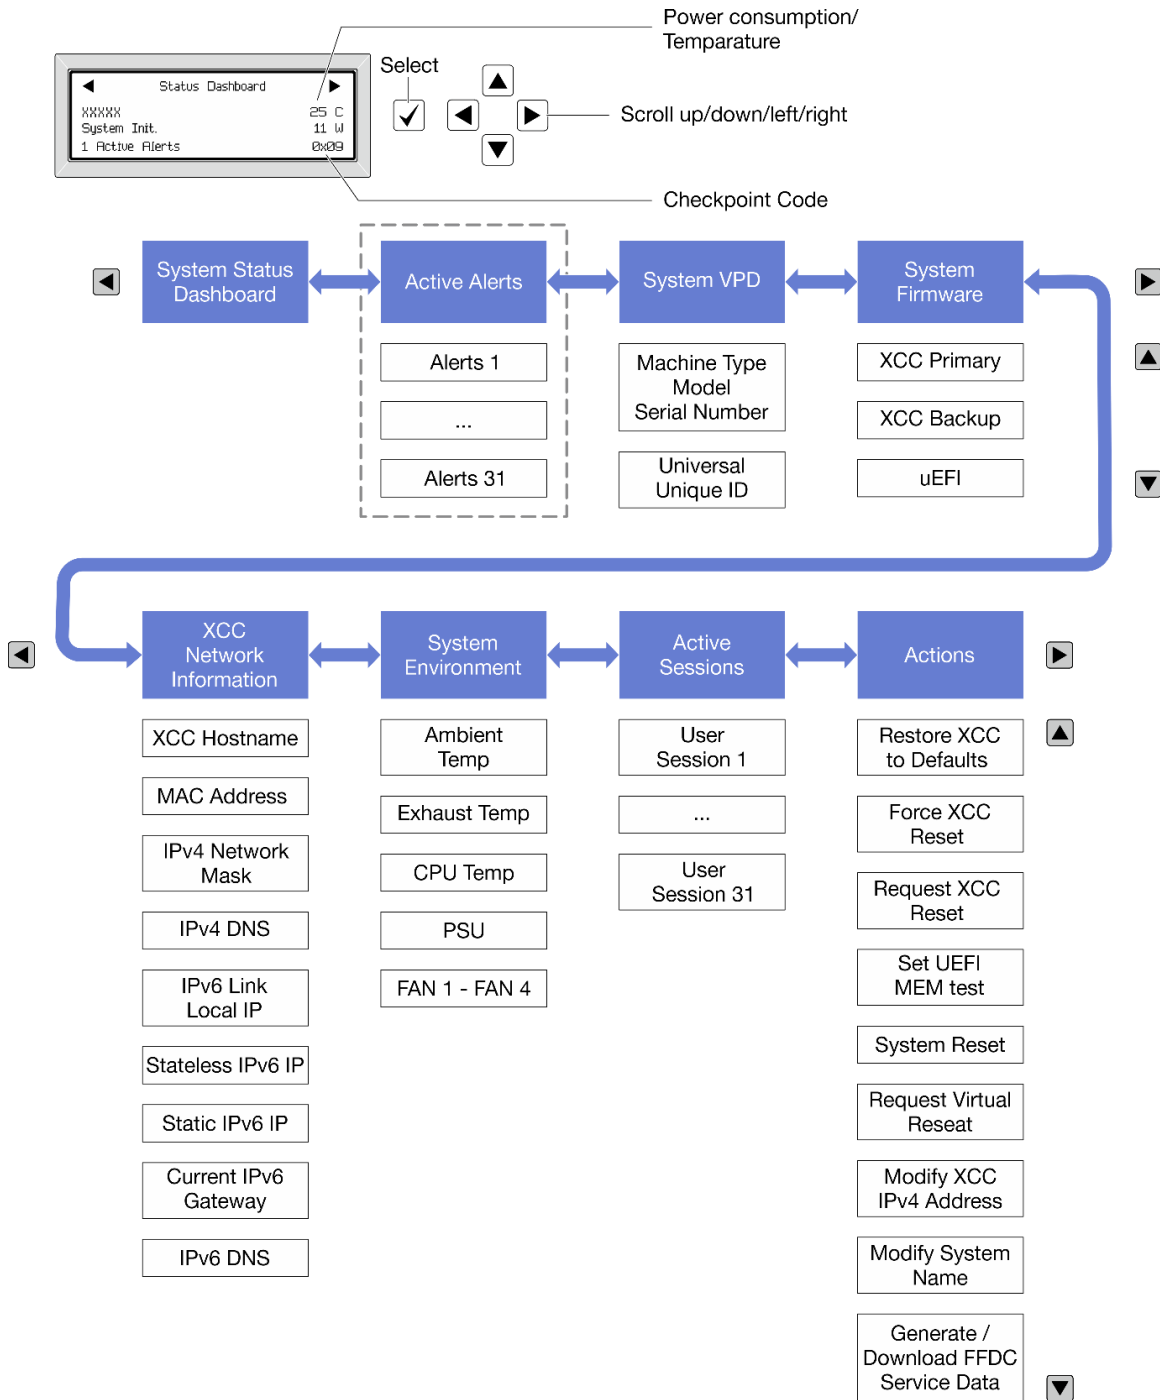 Power consumption/
Temparature
Status Dashboard
XXXXX 25 C
System Init. 11 W
1 Active Alerts 0x09
Select
Scroll up/down/left/right
Checkpoint Code
System Status
Dashboard
Active Alerts
System VPD
System
Firmware
Alerts 1
...
Alerts 31
Machine Type
Model
Serial Number
Universal
Unique ID
XCC Primary
XCC Backup
uEFI
XCC
Network
Information
System
Environment
Active
Sessions
Actions
XCC Hostname
MAC Address
IPv4 Network
Mask
IPv4 DNS
IPv6 Link
Local IP
Stateless IPv6 IP
Static IPv6 IP
Current IPv6
Gateway
IPv6 DNS
Ambient
Temp
Exhaust Temp
CPU Temp
PSU
FAN 1 - FAN 4
User
Session 1
...
User
Session 31
Restore XCC
to Defaults
Force XCC
Reset
Request XCC
Reset
Set UEFI
MEM test
System Reset
Request Virtual
Reseat
Modify XCC
IPv4 Address
Modify System
Name
Generate /
Download FFDC
Service Data